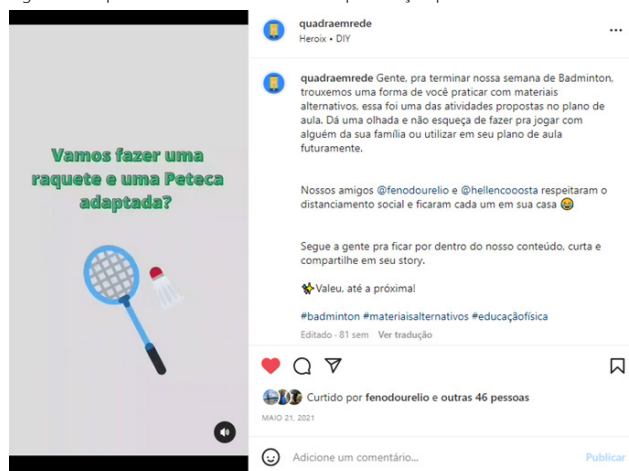 Vamos fazer uma
raquete e uma Peteca
adaptada?
quadraemrede
Heroix • DIY
quadraemrede Gente, pra terminar nossa semana de Badminton,
trouxemos uma forma de você praticar com materiais
alternativos, essa foi uma das atividades propostas no plano de
aula. Dá uma olhada e não esqueça de fazer pra jogar com
alguém da sua família ou utilizar em seu plano de aula
futuramente.
Nossos amigos @fenodourelio e @hellencooosta respeitaram o
distanciamento social e ficaram cada um em sua casa 😂
Segue a gente pra ficar por dentro do nosso conteúdo, curta e
compartilhe em seu story.
✨Valeu, até a próxima!
#badminton #materiaisalternativos #educaçãofísica
Editado • 81 sem Ver tradução
Curtido por fenodourelio e outras 46 pessoas
MAIO 21, 2021
Adicione um comentário...
Publicar